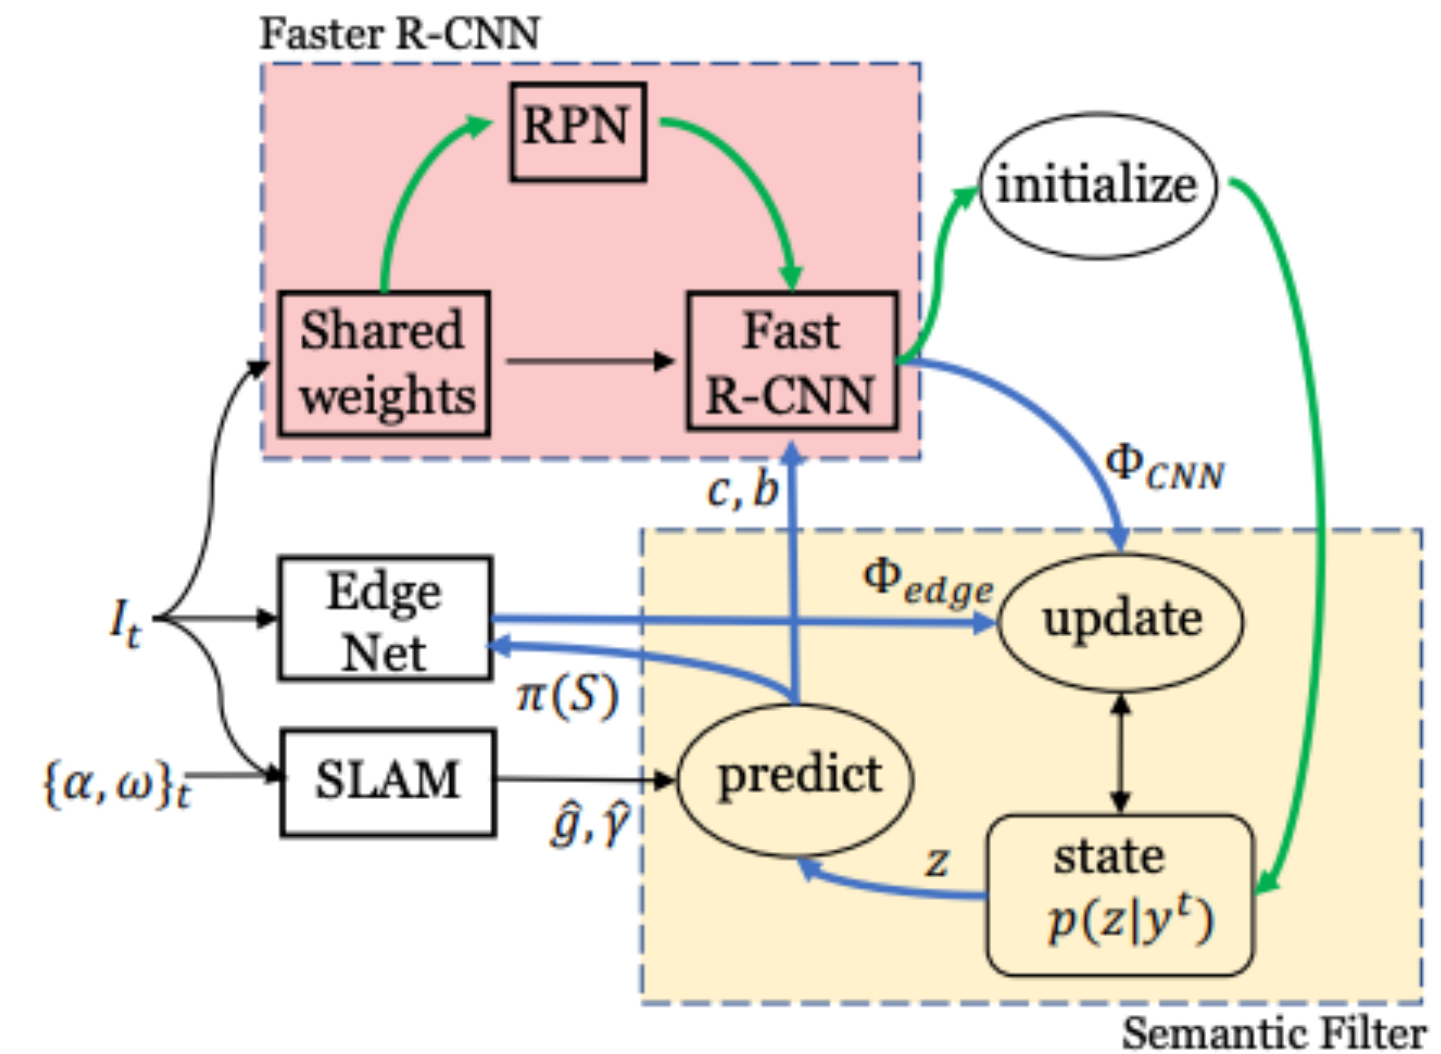 Faster R-CNN
RPN
initialize
Shared
weights
Fast
R-CNN
Φ_CNN
c, b
Edge
Net
Φ_edge
update
I_t
π(S)
{α, ω}_t
SLAM
ĝ, γ̂
predict
z
state
p(z|y^t)
Semantic Filter